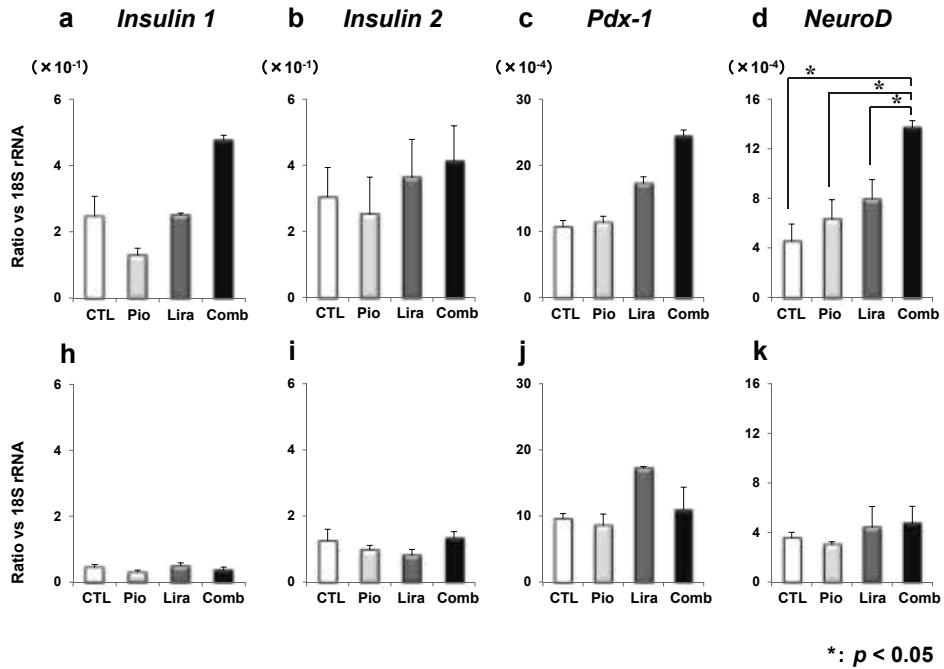 a Insulin 1 b Insulin 2 c Pdx-1 d NeuroD
(×10⁻¹) (×10⁻¹) (×10⁻⁴) (×10⁻⁴)
Ratio vs 18S rRNA
6 6 30 16
4 4 20 12
2 2 10 8
0 0 0 4
0
* * *
CTL Pio Lira Comb CTL Pio Lira Comb CTL Pio Lira Comb CTL Pio Lira Comb
h i j k
Ratio vs 18S rRNA
6 6 30 16
4 4 20 12
2 2 10 8
0 0 0 4
0
CTL Pio Lira Comb CTL Pio Lira Comb CTL Pio Lira Comb CTL Pio Lira Comb
*: p < 0.05